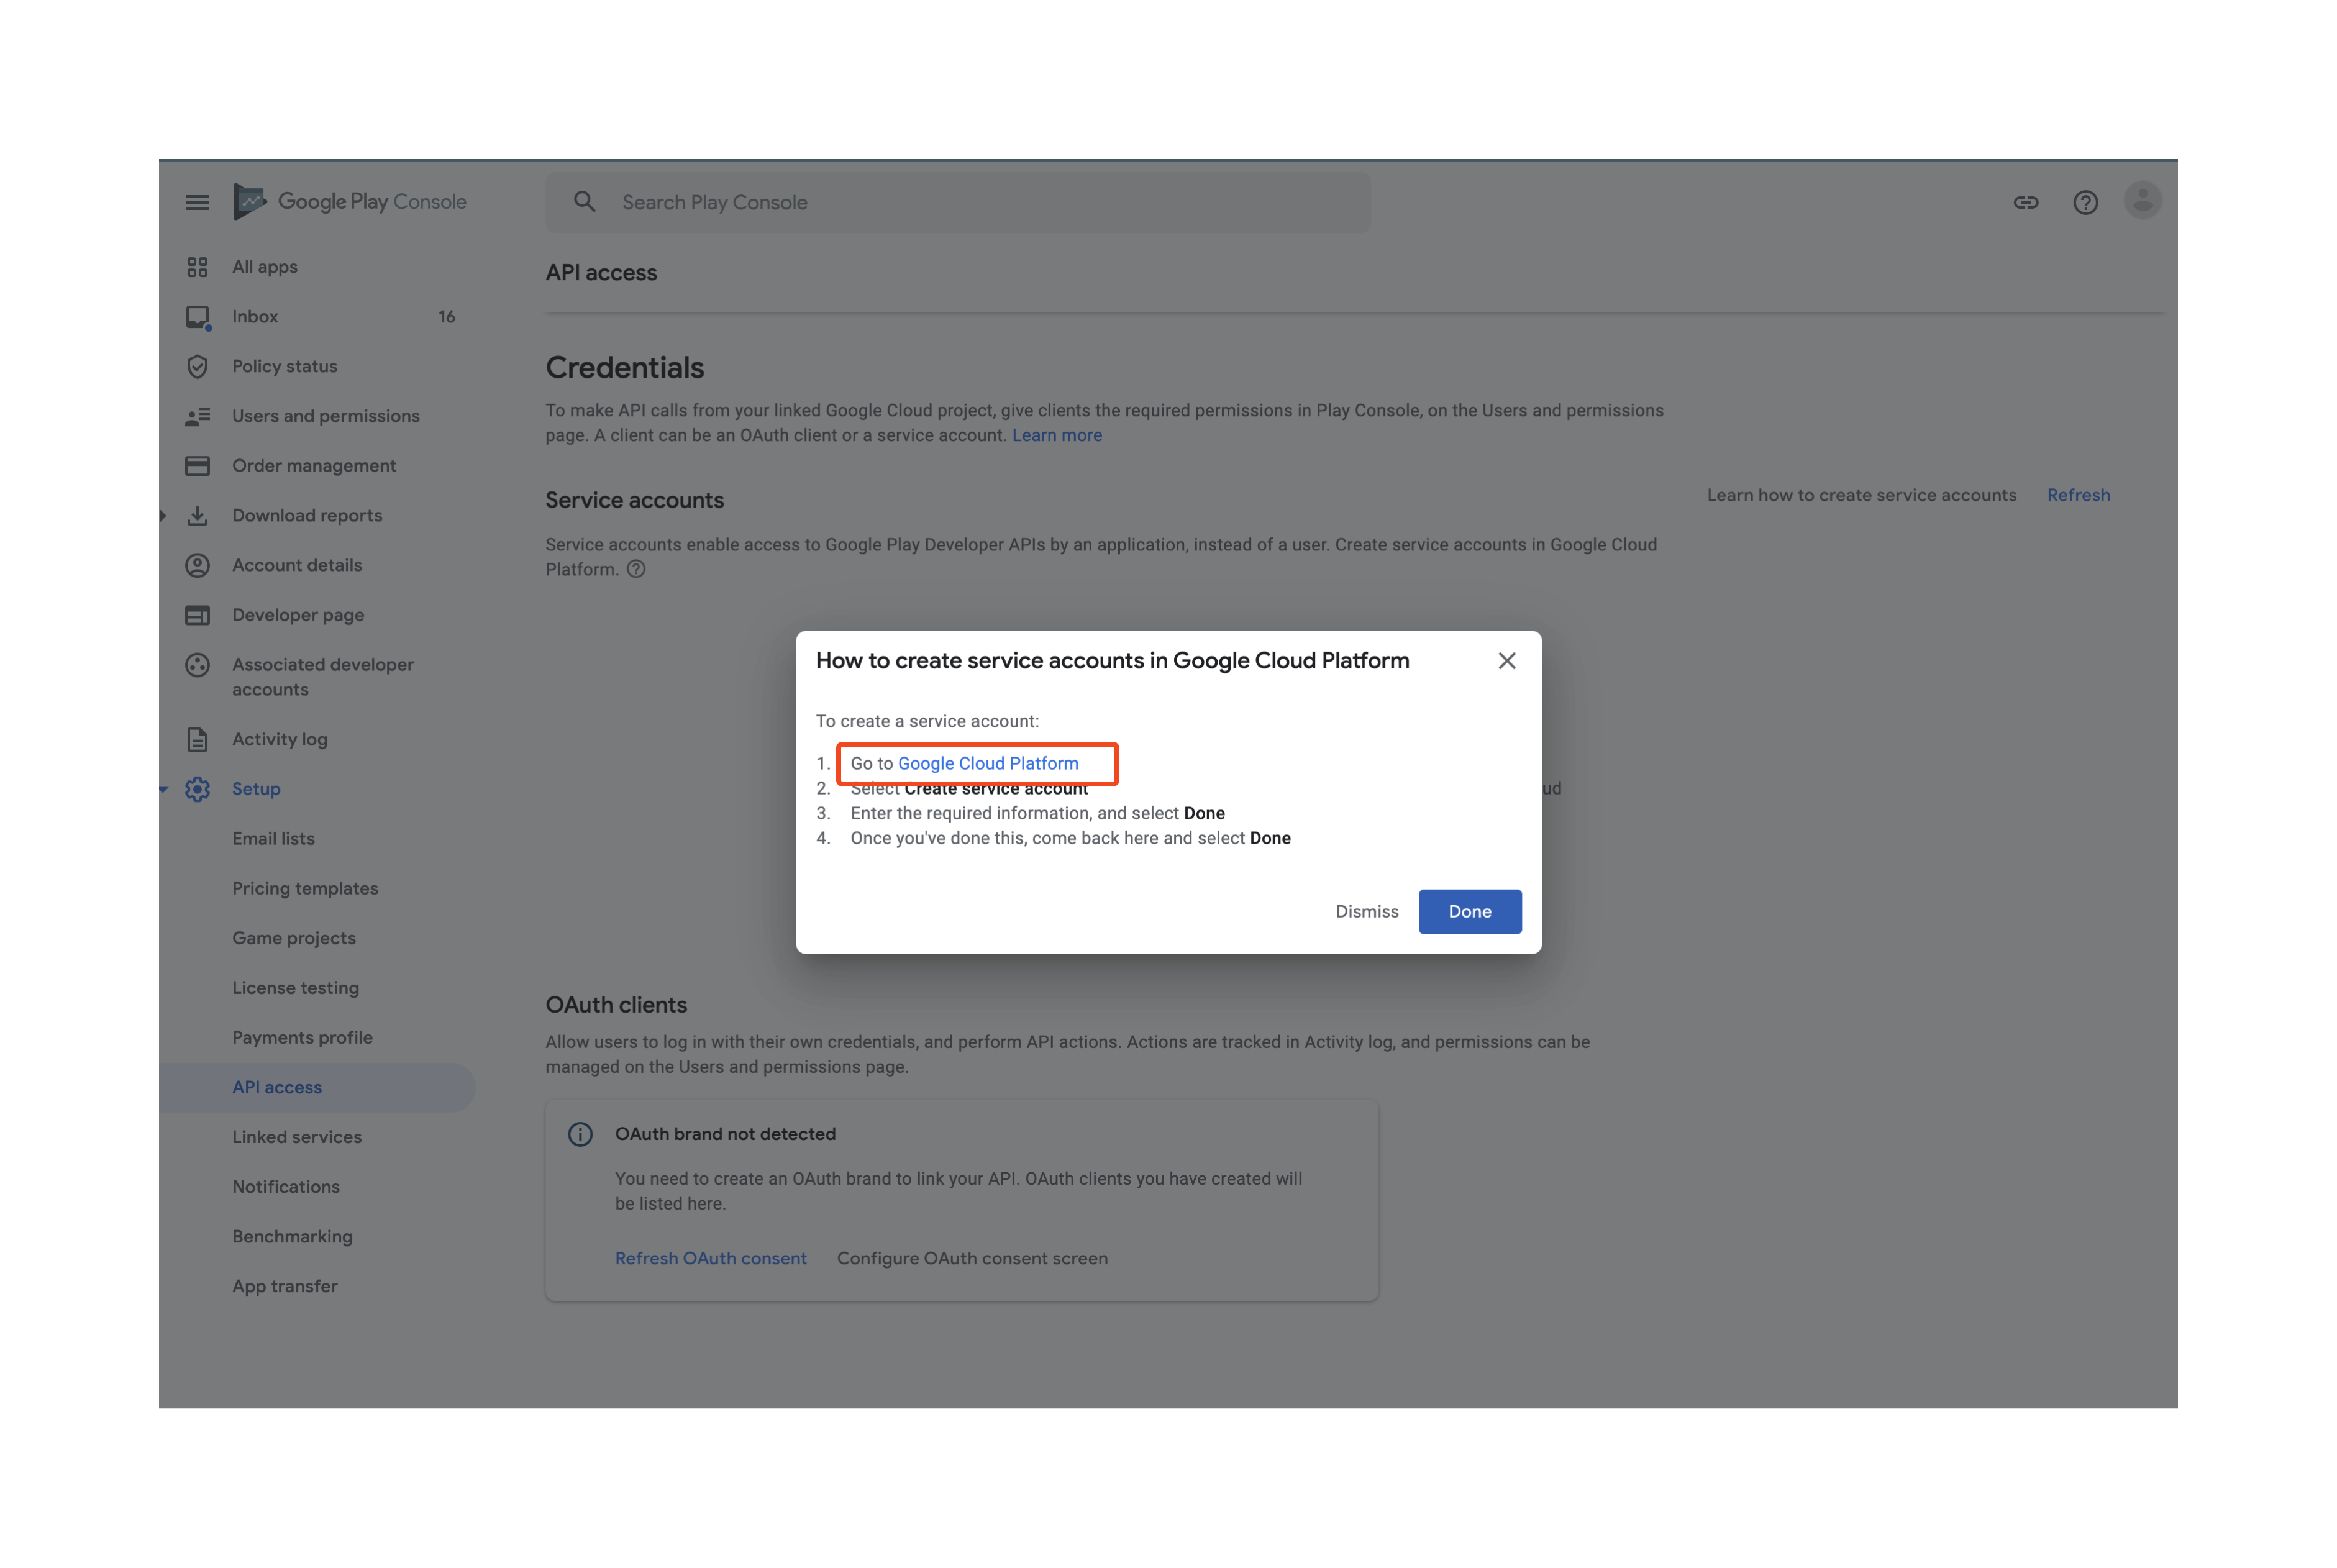 Google Play Console
Search Play Console
All apps
Inbox 16
Policy status
Users and permissions
Order management
Download reports
Account details
Developer page
Associated developer
accounts
Activity log
Setup
Email lists
Pricing templates
Game projects
License testing
Payments profile
API access
Linked services
Notifications
Benchmarking
App transfer
API access
Credentials
To make API calls from your linked Google Cloud project, give clients the required permissions in Play Console, on the Users and permissions
page. A client can be an OAuth client or a service account. Learn more
Service accounts
Learn how to create service accounts Refresh
Service accounts enable access to Google Play Developer APIs by an application, instead of a user. Create service accounts in Google Cloud
Platform.
How to create service accounts in Google Cloud Platform
To create a service account:
1. Go to Google Cloud Platform
2. Select Create service account
3. Enter the required information, and select Done
4. Once you've done this, come back here and select Done
Dismiss Done
OAuth clients
Allow users to log in with their own credentials, and perform API actions. Actions are tracked in Activity log, and permissions can be
managed on the Users and permissions page.
OAuth brand not detected
You need to create an OAuth brand to link your API. OAuth clients you have created will
be listed here.
Refresh OAuth consent Configure OAuth consent screen